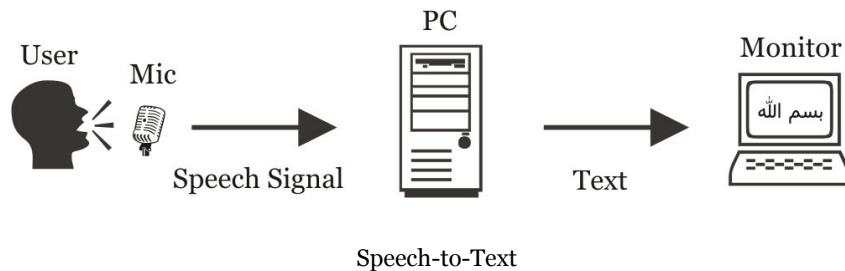 PC
User
Mic
Monitor
بسم الله
Speech Signal
Text
Speech-to-Text